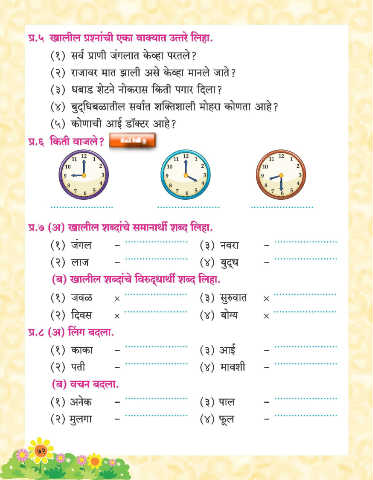 प्र.५ खालील प्रश्नांची एका वाक्यात उत्तरे लिहा.
(१) सर्व प्राणी जंगलात केव्हा परतले?
(२) राजावर मात झाली असे केव्हा मानले जाते?
(३) धबाड शेटने नोकरास किती पगार दिला?
(४) बुद्धिबळातील सर्वात शक्तिशाली मोहरा कोणता आहे?
(५) कोणाची आई डॉक्टर आहे?
प्र.६ किती वाजले?
प्र.७ (अ) खालील शब्दांचे समानार्थी शब्द लिहा.
(१) जंगल – (३) नवरा –
(२) लाज – (४) बुद्ध –
(ब) खालील शब्दांचे विरुद्धार्थी शब्द लिहा.
(१) जवळ × (३) सुरुवात ×
(२) दिवस × (४) योग्य ×
प्र.८ (अ) लिंग बदला.
(१) काका – (३) आई –
(२) पती – (४) मावशी –
(ब) वचन बदला.
(१) अनेक – (३) पाल –
(२) मुलगा – (४) फूल –